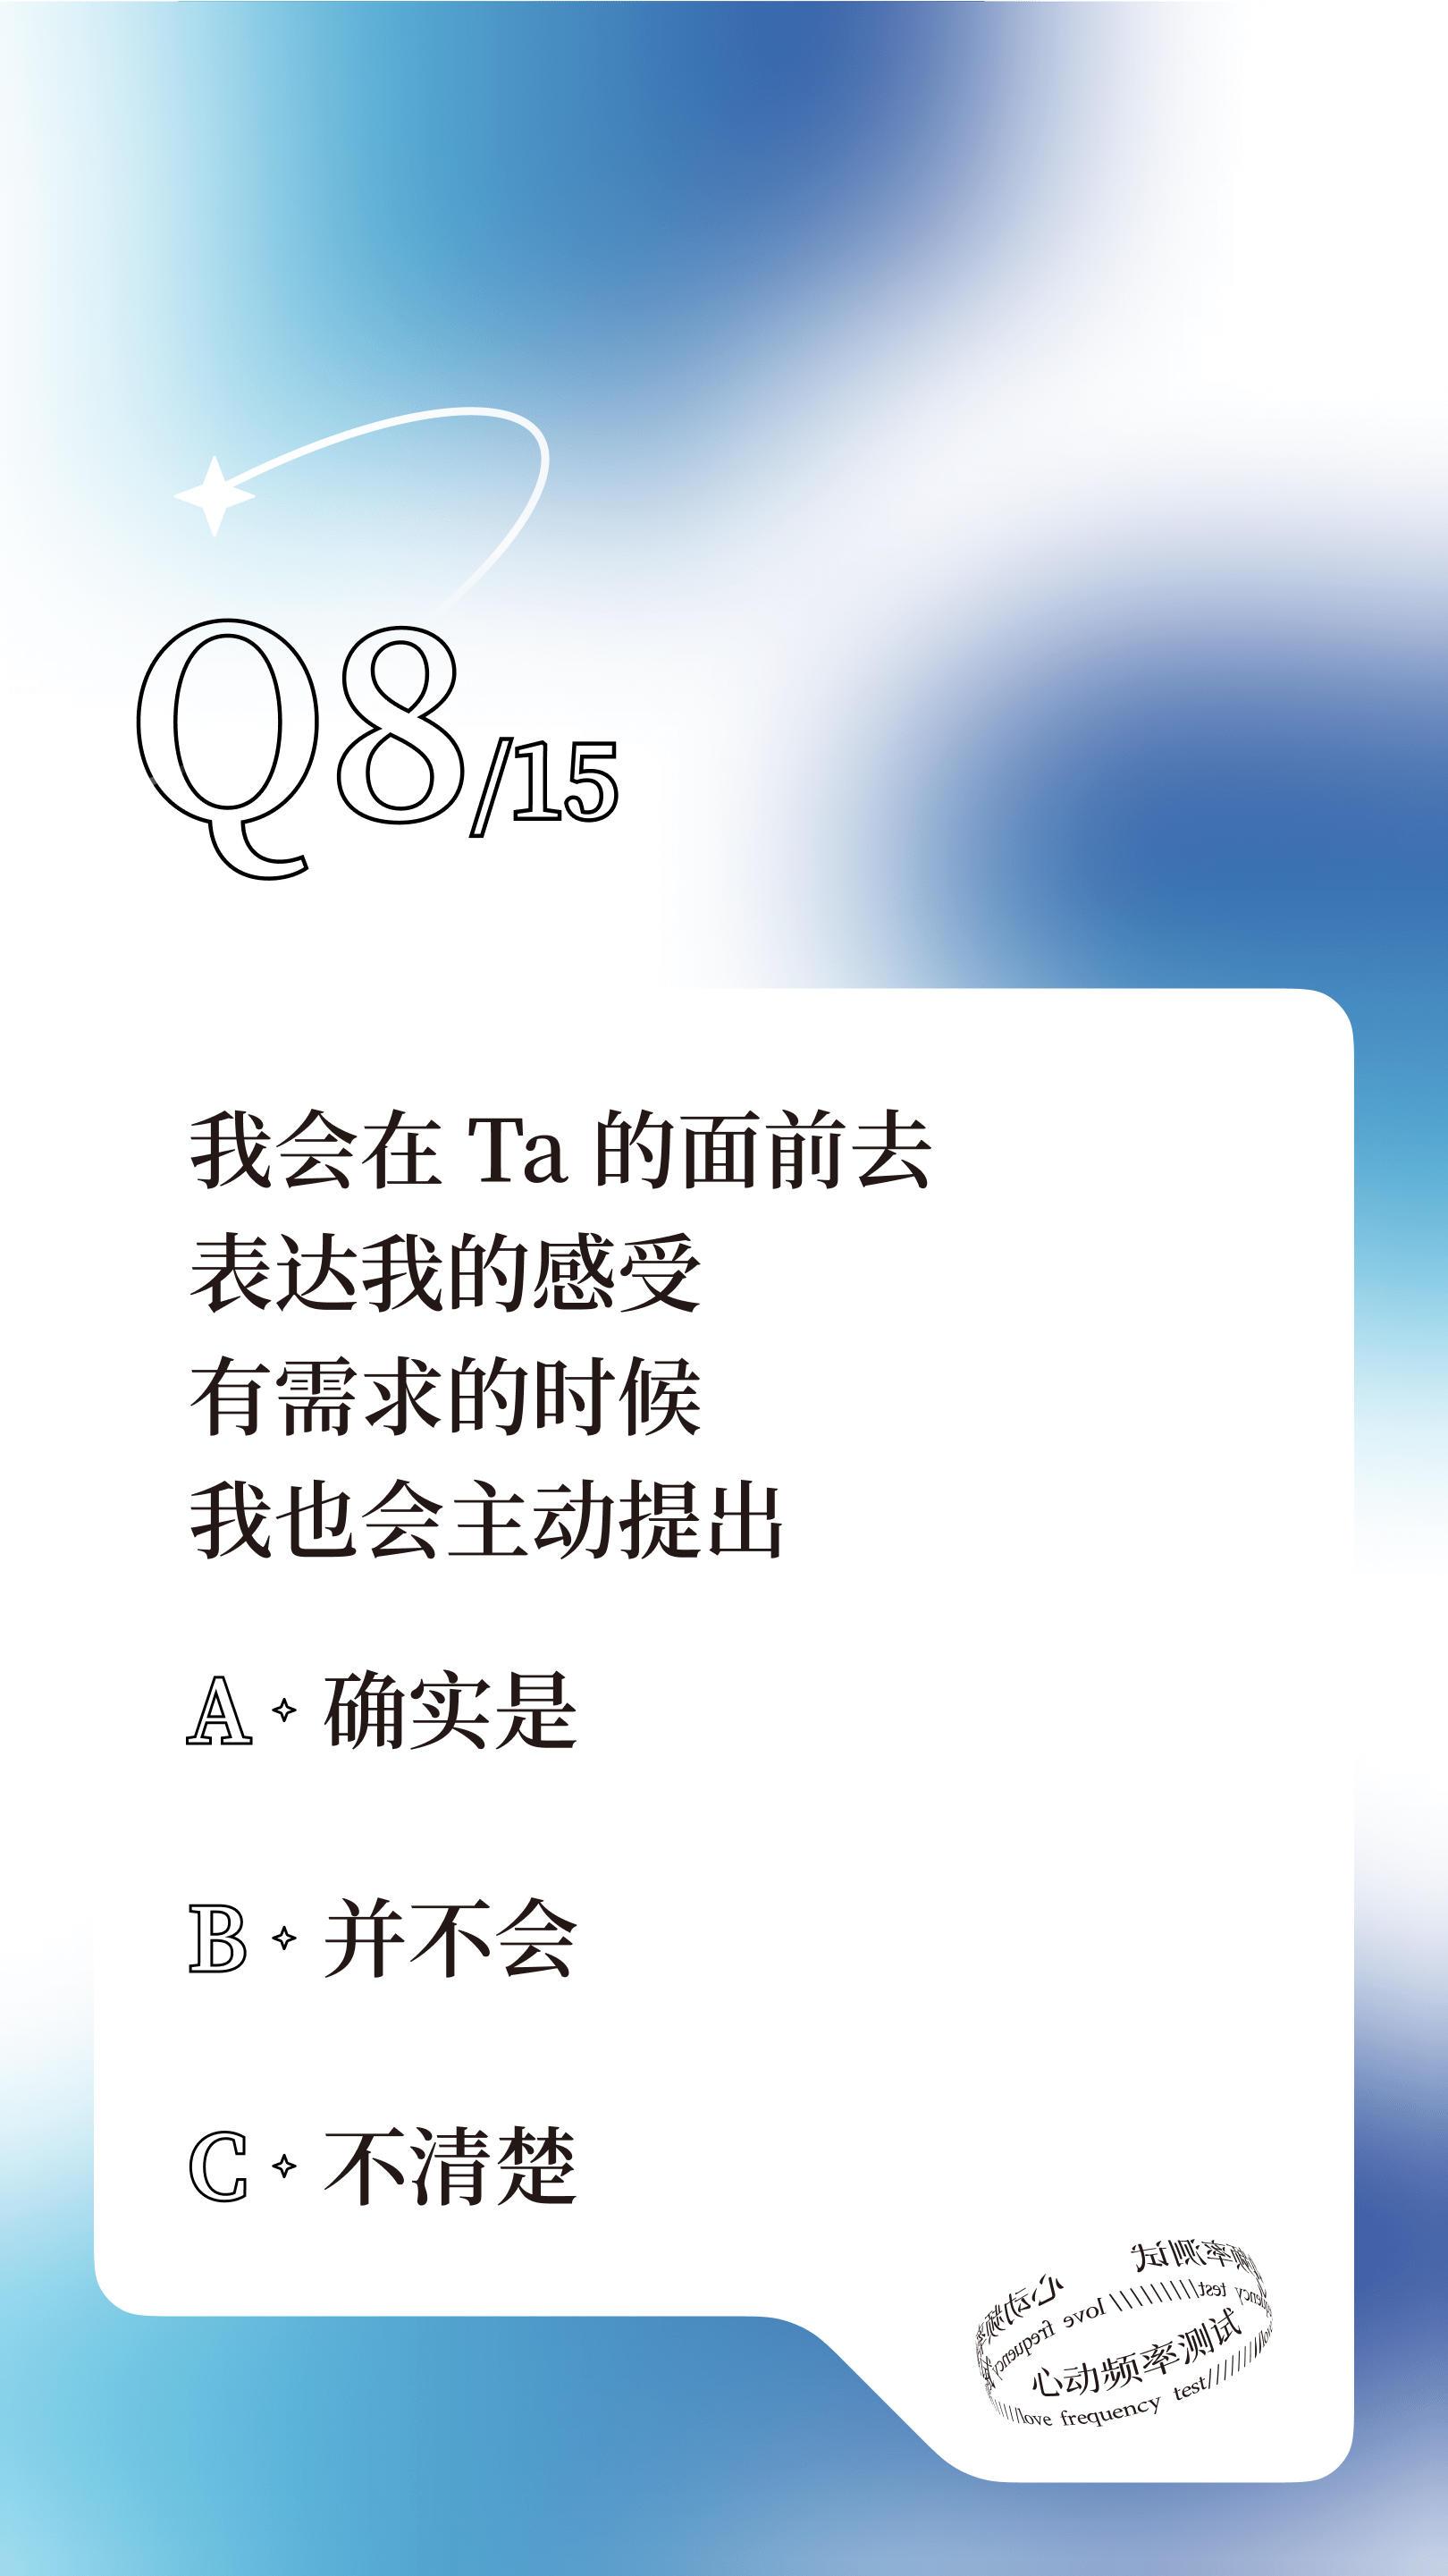 Q8/15
我会在 Ta 的面前去
表达我的感受
有需求的时候
我也会主动提出
A 确实是
B 并不会
C 不清楚
心动频率测试
love frequency test/////////
心动频率测试
love frequency test//////////